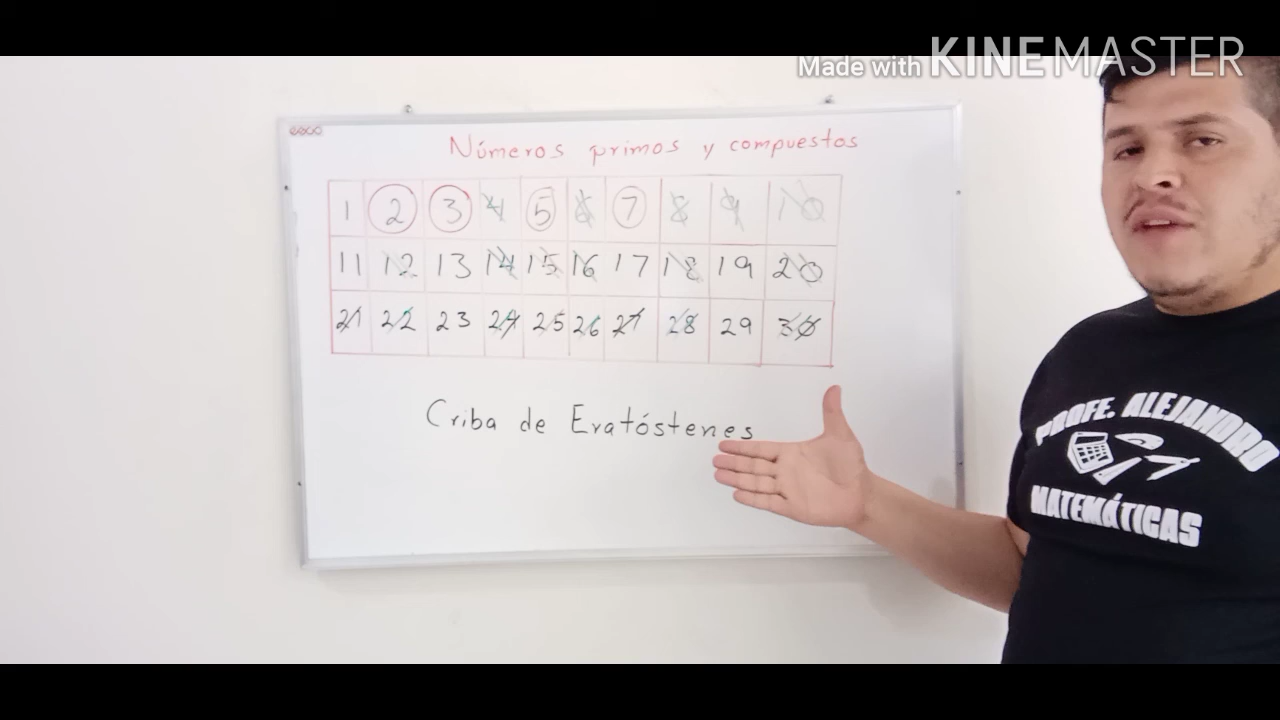 Made with KINEMASTER
Números primos y compuestos
1 2 3 4 5 6 7 8 9 10
11 12 13 14 15 16 17 18 19 20
21 22 23 24 25 26 27 28 29 30
Criba de Eratóstenes
PROFE. ALEJANDRO
MATEMÁTICAS